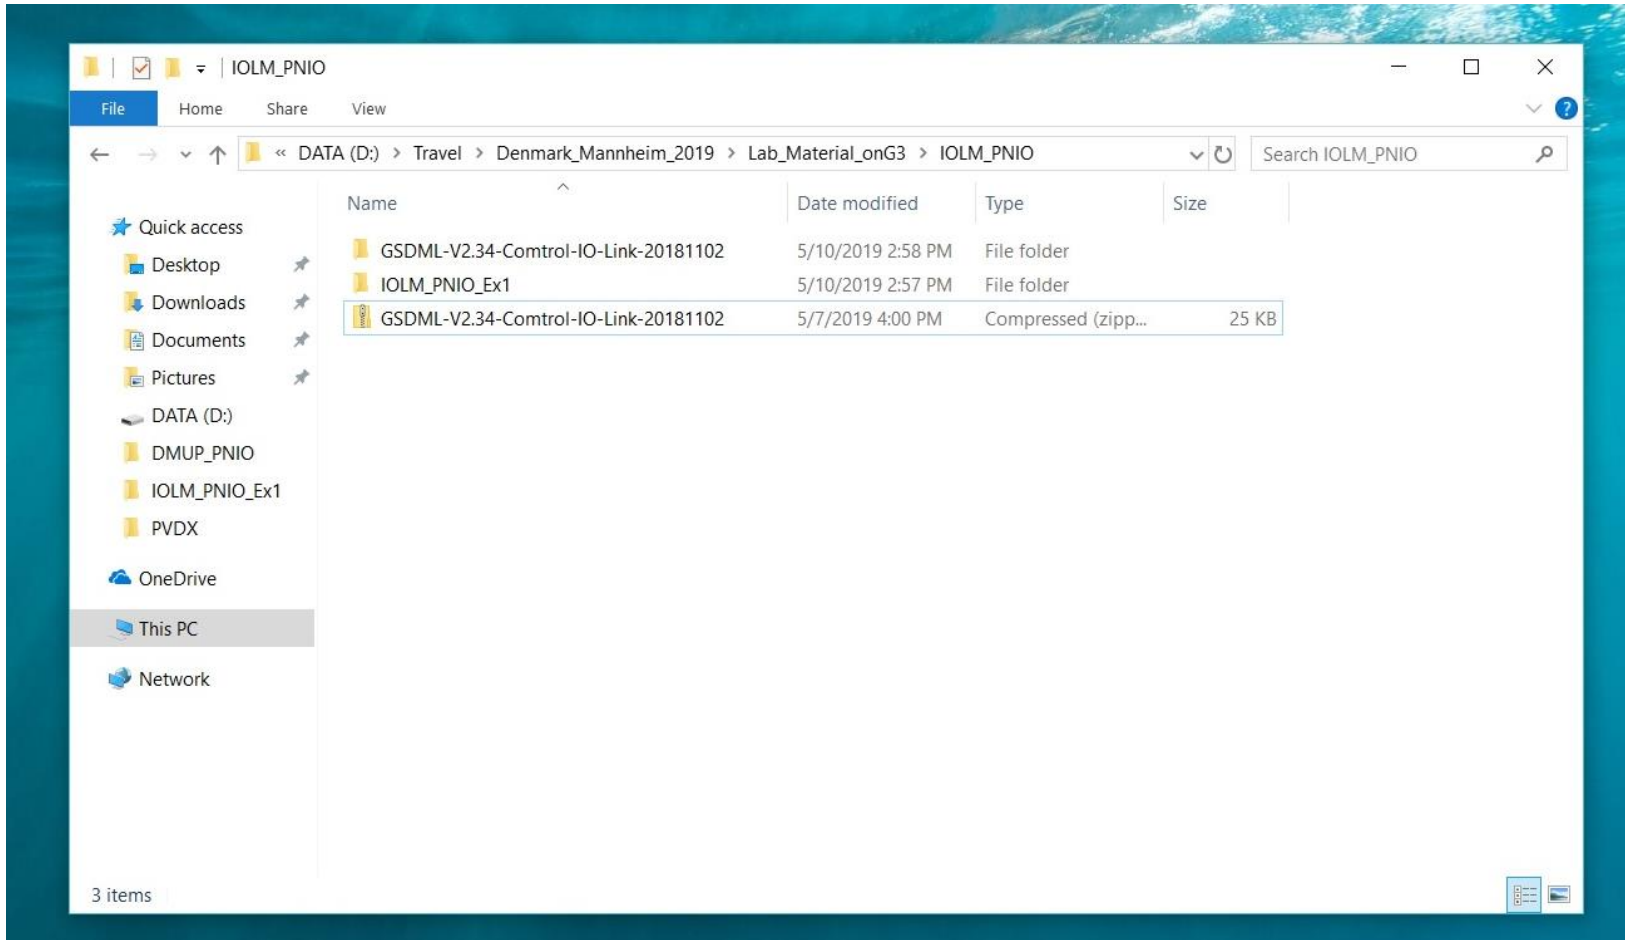 IOLM_PNIO
File Home Share View
?
« DATA (D:) > Travel > Denmark_Mannheim_2019 > Lab_Material_onG3 > IOLM_PNIO
Search IOLM_PNIO
Name Date modified Type Size
Quick access
Desktop
Downloads
Documents
Pictures
DATA (D:)
DMUP_PNIO
IOLM_PNIO_Ex1
PVDX
OneDrive
This PC
Network
GSDML-V2.34-Comtrol-IO-Link-20181102 5/10/2019 2:58 PM File folder
IOLM_PNIO_Ex1 5/10/2019 2:57 PM File folder
GSDML-V2.34-Comtrol-IO-Link-20181102 5/7/2019 4:00 PM Compressed (zipp... 25 KB
3 items